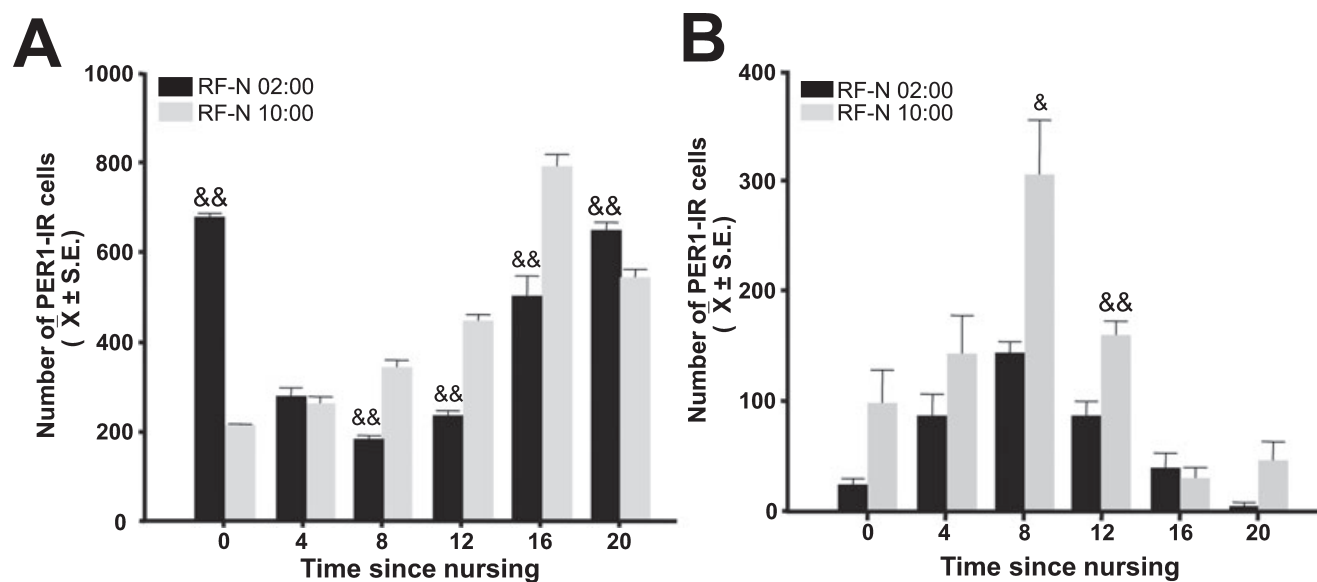 A
1000
RF-N 02:00
RF-N 10:00
800
600
400
200
0
Number of PER1-IR cells
( X ± S.E.)
&&
&&
&&
&&
&&
0 4 8 12 16 20
Time since nursing
B
400
RF-N 02:00
RF-N 10:00
300
200
100
0
Number of PER1-IR cells
( X ± S.E.)
&
&&
0 4 8 12 16 20
Time since nursing